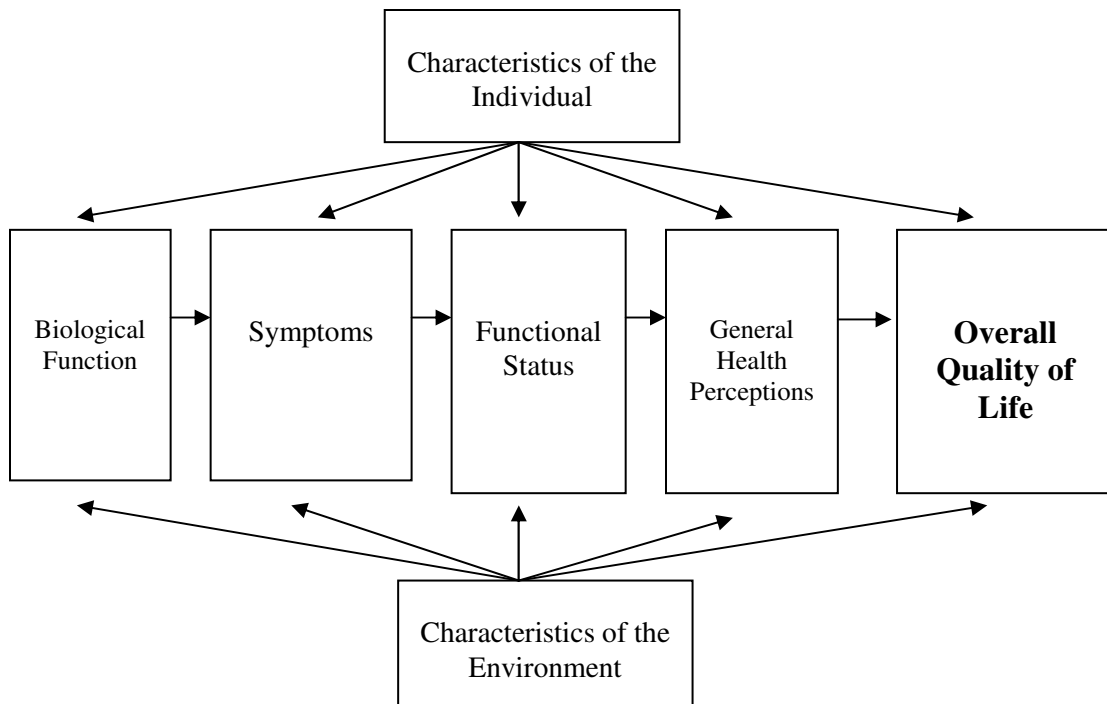 Characteristics of the
Individual
Biological
Function
Symptoms
Functional
Status
General
Health
Perceptions
Overall
Quality of
Life
Characteristics of the
Environment